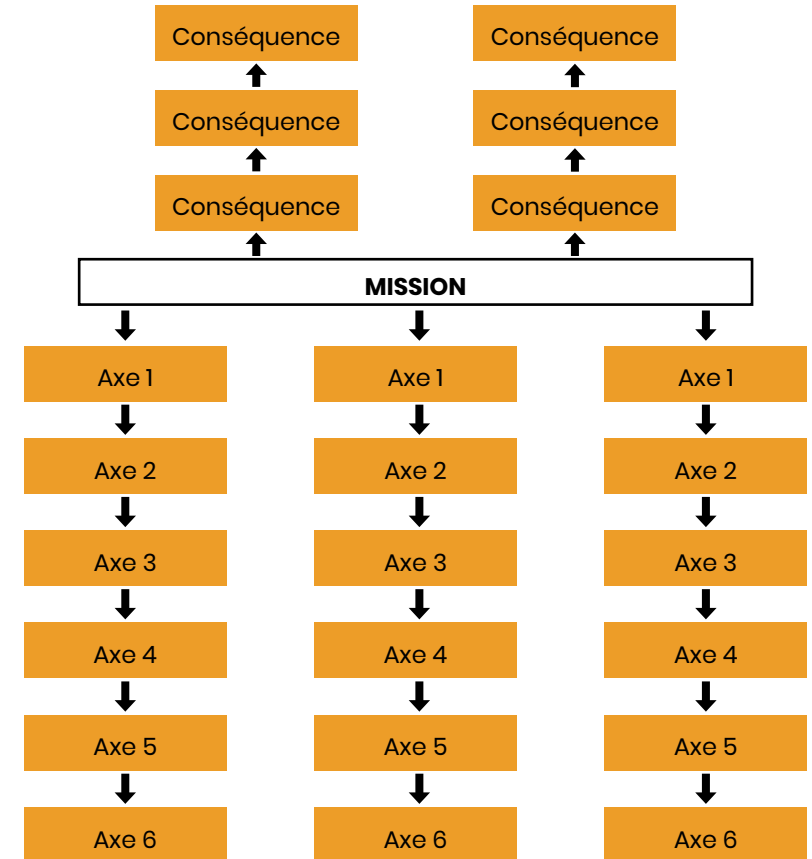 Conséquence Conséquence
Conséquence Conséquence
Conséquence Conséquence
MISSION
Axe 1 Axe 1 Axe 1
Axe 2 Axe 2 Axe 2
Axe 3 Axe 3 Axe 3
Axe 4 Axe 4 Axe 4
Axe 5 Axe 5 Axe 5
Axe 6 Axe 6 Axe 6